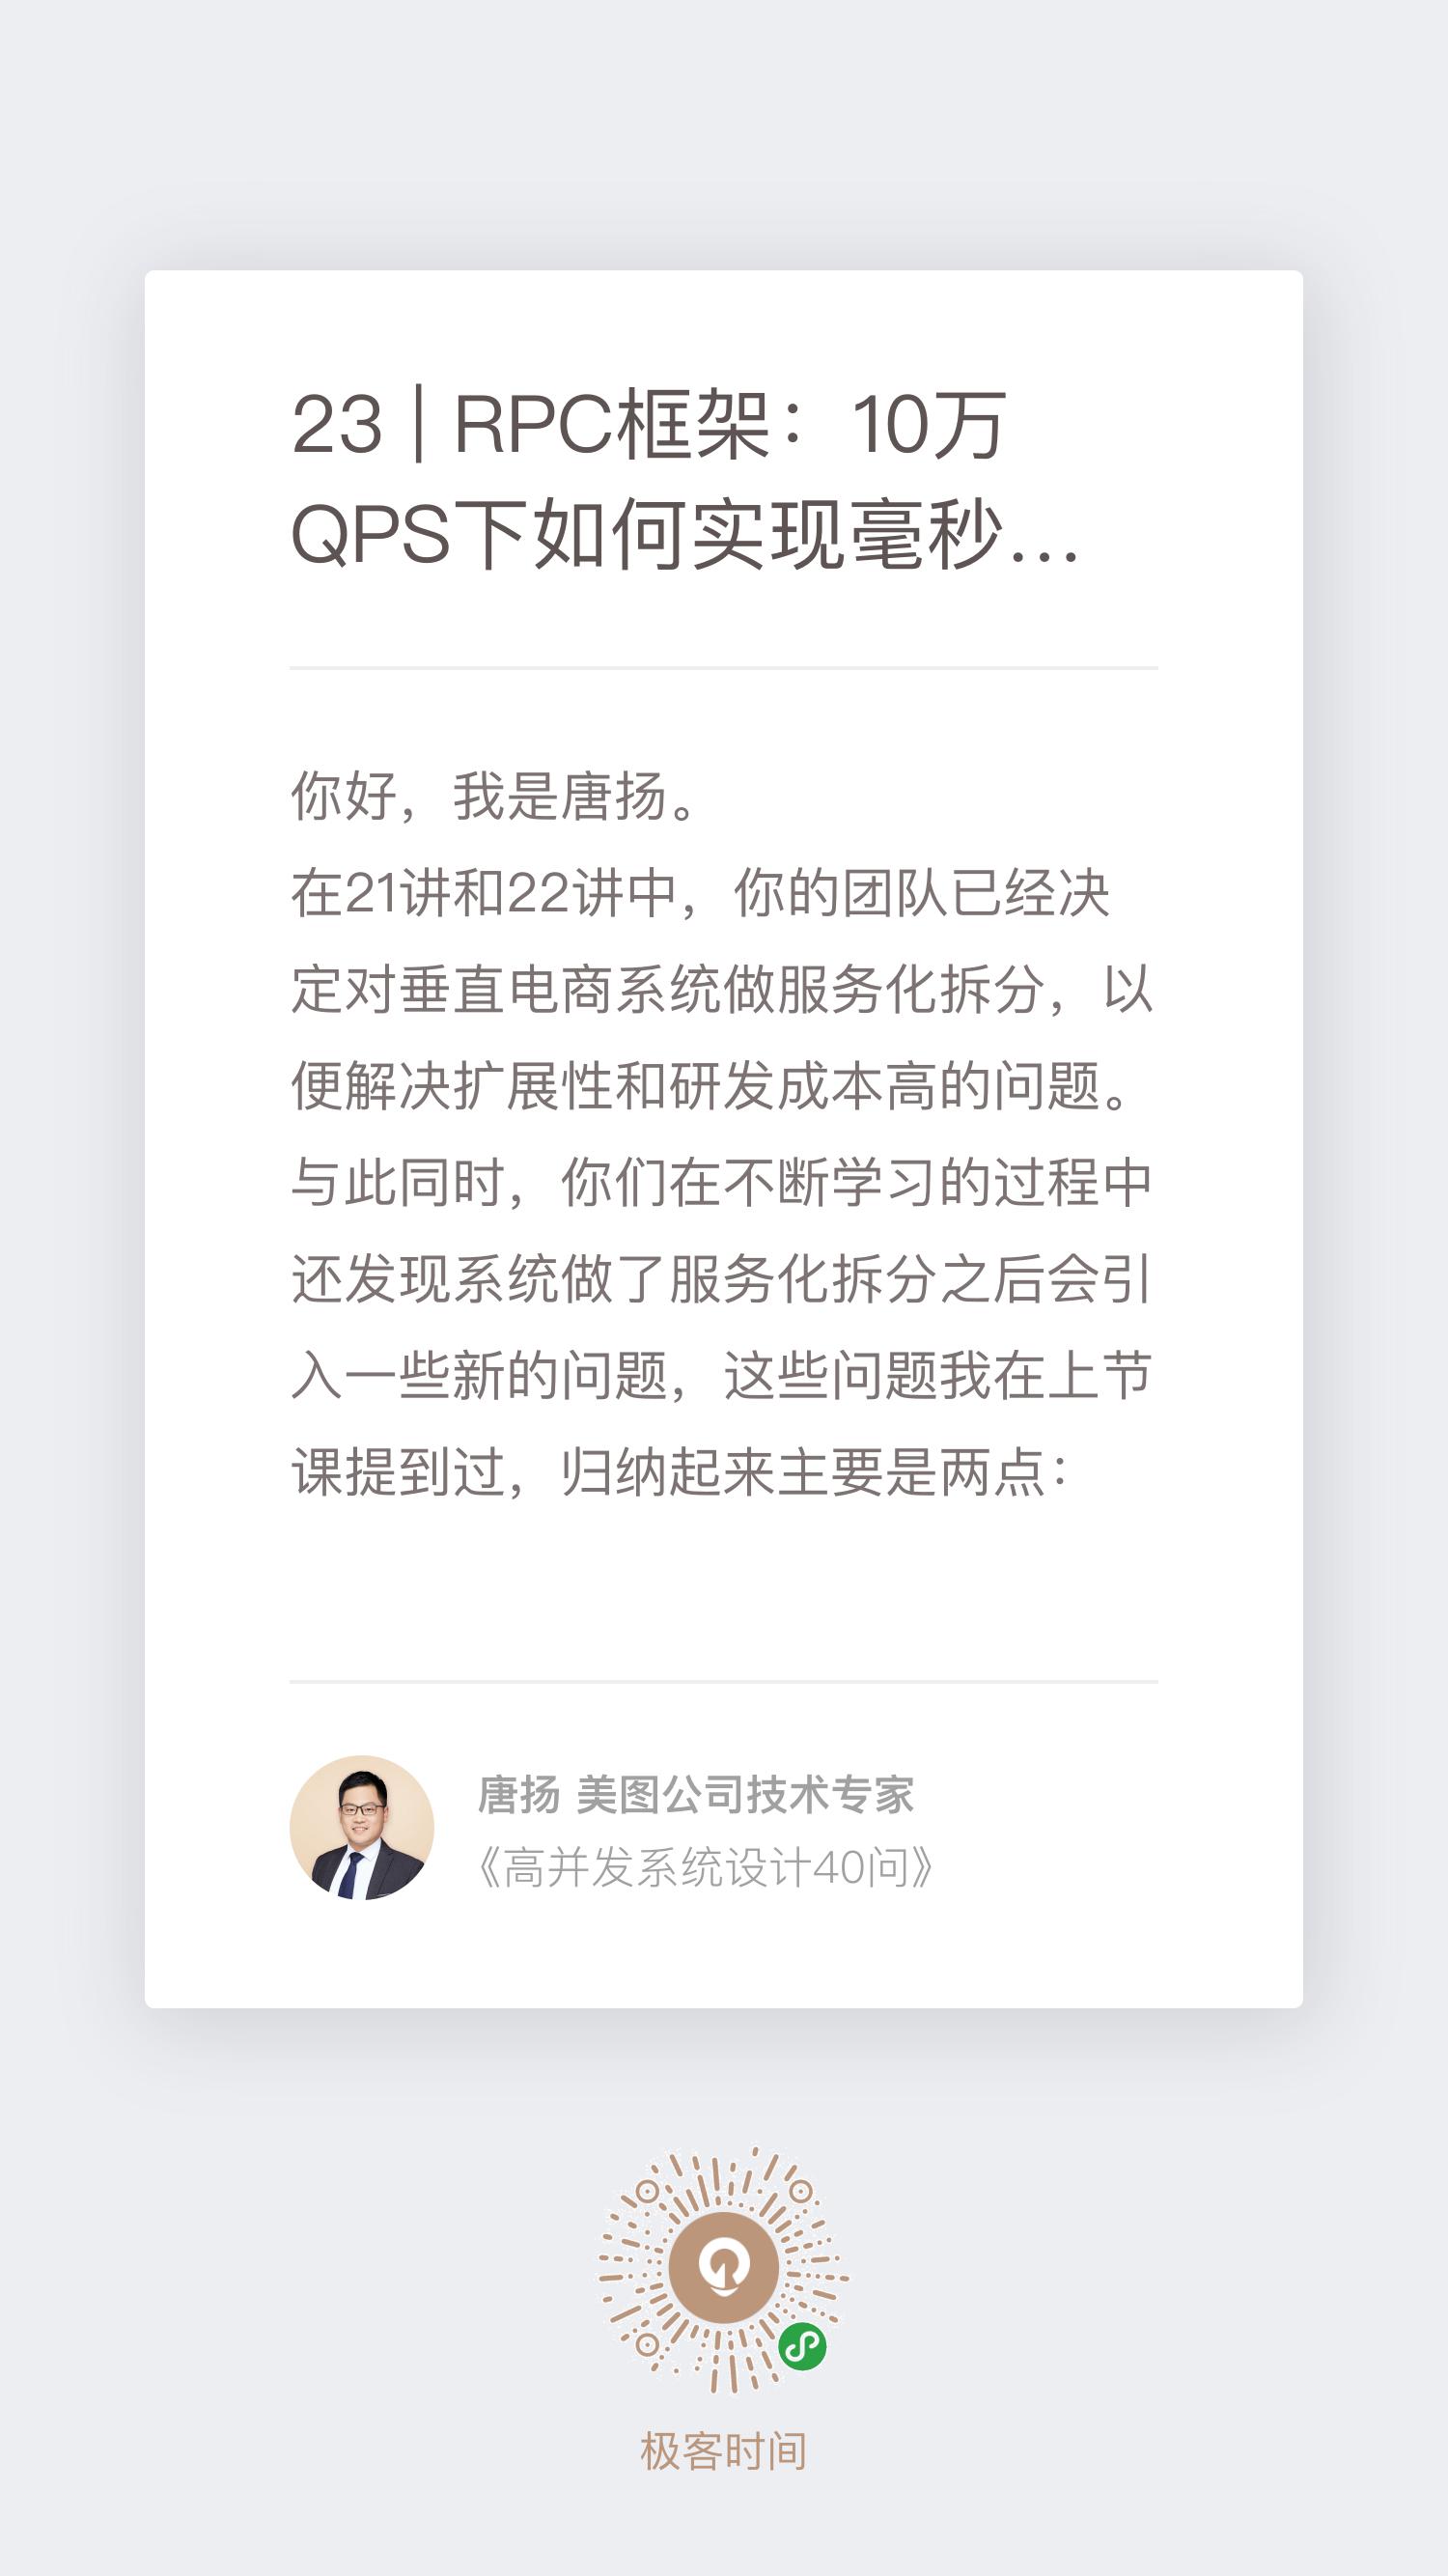 23 | RPC框架：10万
QPS下如何实现毫秒...
你好，我是唐扬。
在21讲和22讲中，你的团队已经决
定对垂直电商系统做服务化拆分，以
便解决扩展性和研发成本高的问题。
与此同时，你们在不断学习的过程中
还发现系统做了服务化拆分之后会引
入一些新的问题，这些问题我在上节
课提到过，归纳起来主要是两点：
唐扬 美图公司技术专家
《高并发系统设计40问》
极客时间